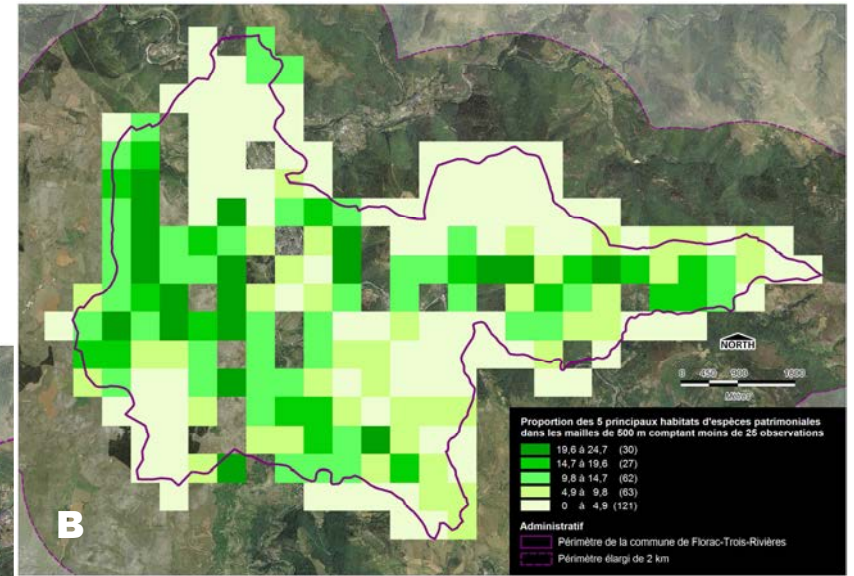 NORTH
0 450 900 1800
Mètres
Proportion des 5 principaux habitats d'espèces patrimoniales
dans les mailles de 500 m comptant moins de 25 observations
19,6 à 24,7 (30)
14,7 à 19,6 (27)
9,8 à 14,7 (62)
4,9 à 9,8 (63)
0 à 4,9 (121)
Administratif
Périmètre de la commune de Florac-Trois-Rivières
Périmètre élargi de 2 km
B